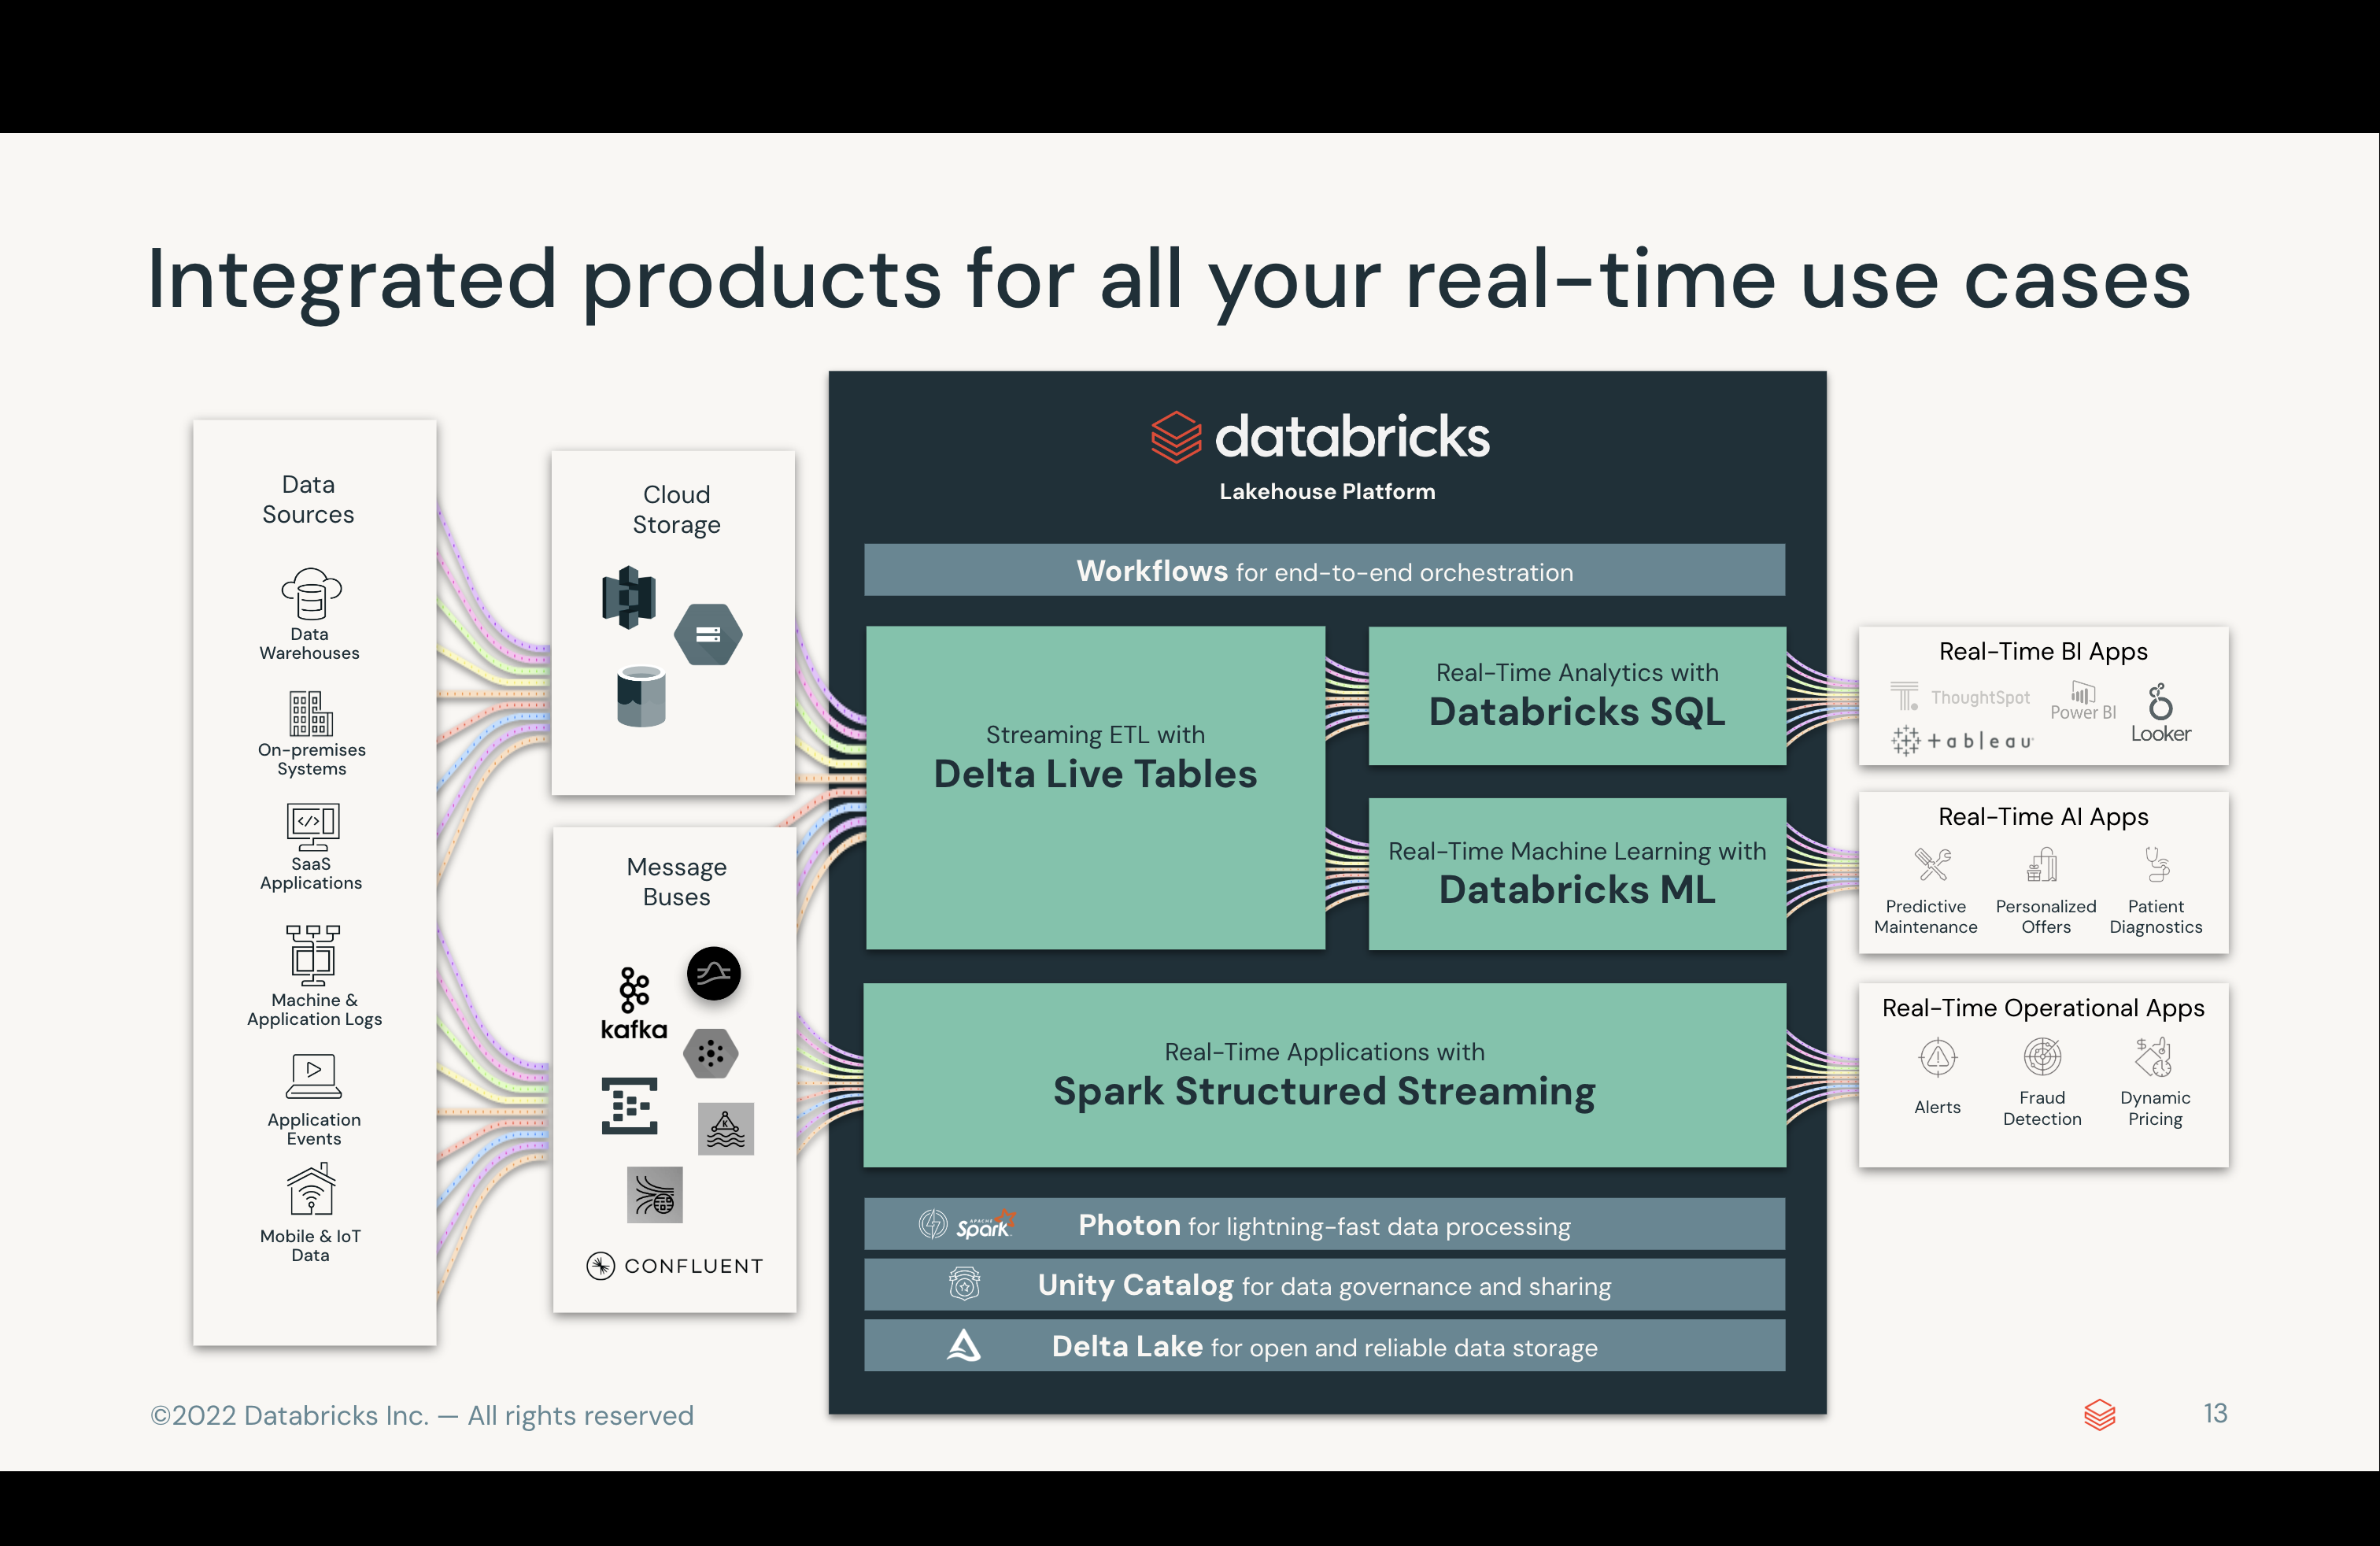 Integrated products for all your real-time use cases
Data
Sources
Data
Warehouses
On-premises
Systems
</>
SaaS
Applications
Machine &
Application Logs
Application
Events
Mobile & IoT
Data
Cloud
Storage
Message
Buses
kafka
K
CONFLUENT
databricks
Lakehouse Platform
Workflows for end-to-end orchestration
Streaming ETL with
Delta Live Tables
Real-Time Analytics with
Databricks SQL
Real-Time Machine Learning with
Databricks ML
Real-Time Applications with
Spark Structured Streaming
APACHE
Spark
Photon for lightning-fast data processing
Unity Catalog for data governance and sharing
Delta Lake for open and reliable data storage
Real-Time BI Apps
ThoughtSpot
Power BI
Looker
+ableau
Real-Time AI Apps
Predictive
Maintenance
Personalized
Offers
Patient
Diagnostics
Real-Time Operational Apps
$
Alerts
Fraud
Detection
Dynamic
Pricing
©2022 Databricks Inc. — All rights reserved
13